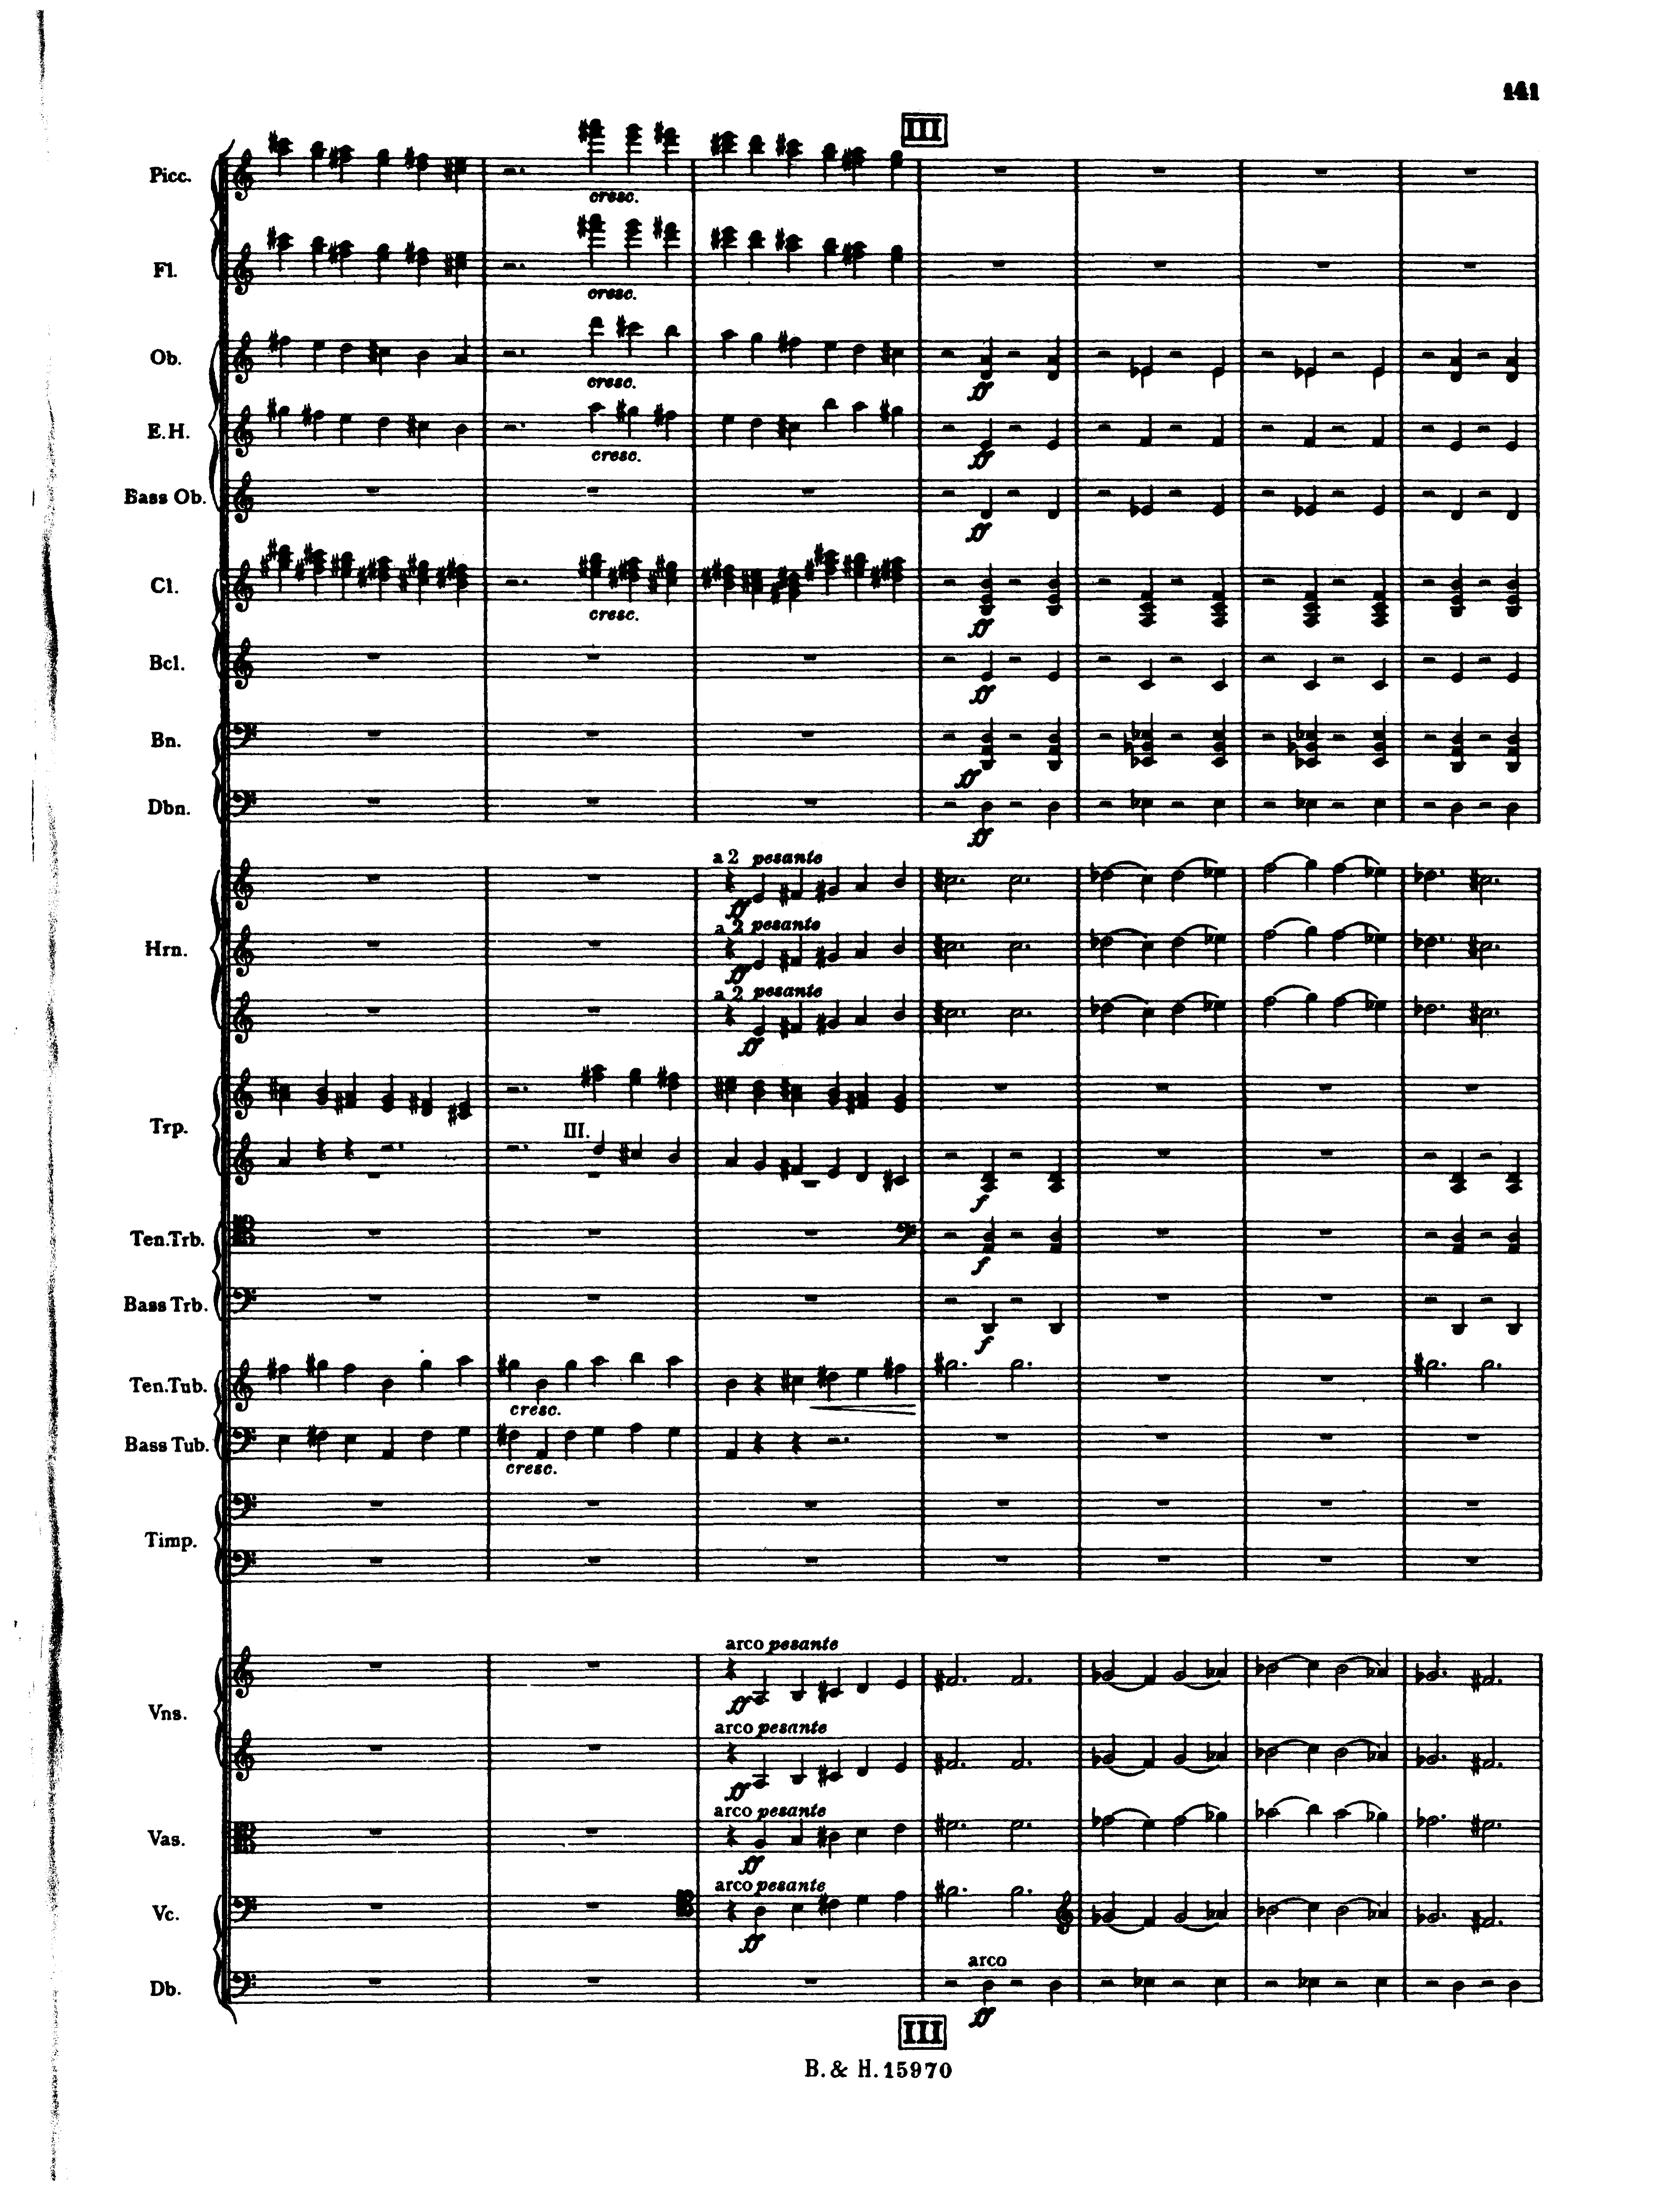 141
III
Picc.
cresc.
Fl.
cresc.
Ob.
cresc.
ff
E.H.
cresc.
ff
Bass Ob.
ff
Cl.
cresc.
ff
Bcl.
ff
Bn.
ff
Dbn.
ff
a 2 pesante
ff
a 2 pesante
Hrn.
ff
a 2 pesante
ff
Trp.
III.
f
Ten.Trb.
f
Bass Trb.
f
Ten.Tub.
cresc.
Bass Tub.
cresc.
Timp.
arco pesante
ff
Vns.
arco pesante
ff
arco pesante
Vas.
ff
arco pesante
Vc.
ff
arco
Db.
ff
III
B. & H. 15970